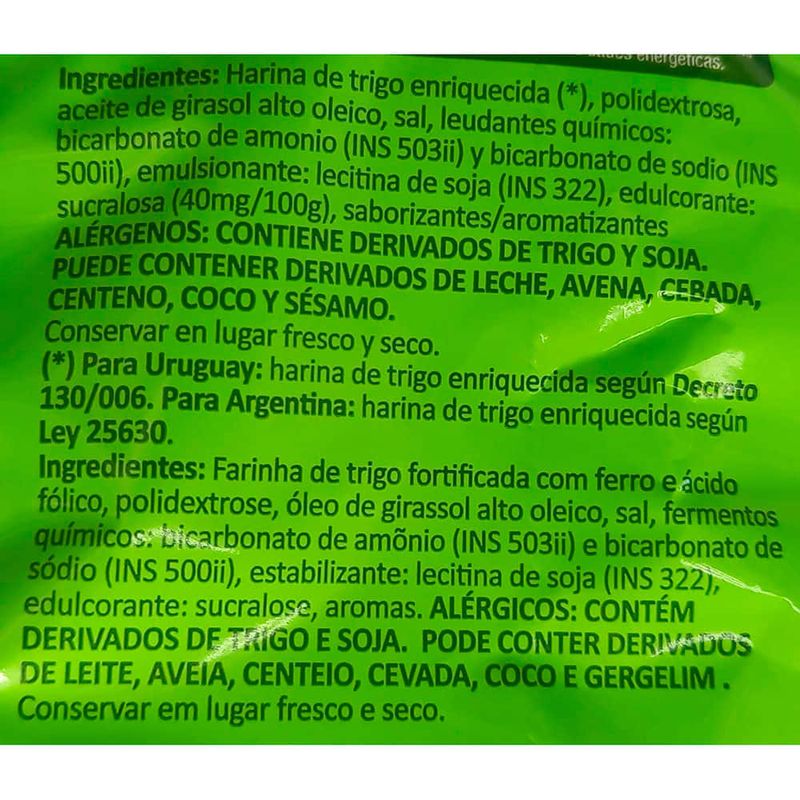 energéticas.
Ingredientes: Harina de trigo enriquecida (*), polidextrosa,
aceite de girasol alto oleico, sal, leudantes químicos:
bicarbonato de amonio (INS 503ii) y bicarbonato de sodio (INS
500ii), emulsionante: lecitina de soja (INS 322), edulcorante:
sucralosa (40mg/100g), saborizantes/aromatizantes
ALÉRGENOS: CONTIENE DERIVADOS DE TRIGO Y SOJA.
PUEDE CONTENER DERIVADOS DE LECHE, AVENA, CEBADA,
CENTENO, COCO Y SÉSAMO.
Conservar en lugar fresco y seco.
(*) Para Uruguay: harina de trigo enriquecida según Decreto
130/006. Para Argentina: harina de trigo enriquecida según
Ley 25630.
Ingredientes: Farinha de trigo fortificada com ferro e ácido
fólico, polidextrose, óleo de girassol alto oleico, sal, fermentos
químicos: bicarbonato de amõnio (INS 503ii) e bicarbonato de
sódio (INS 500ii), estabilizante: lecitina de soja (INS 322),
edulcorante: sucralose, aromas. ALÉRGICOS: CONTÉM
DERIVADOS DE TRIGO E SOJA. PODE CONTER DERIVADOS
DE LEITE, AVEIA, CENTEIO, CEVADA, COCO E GERGELIM .
Conservar em lugar fresco e seco.